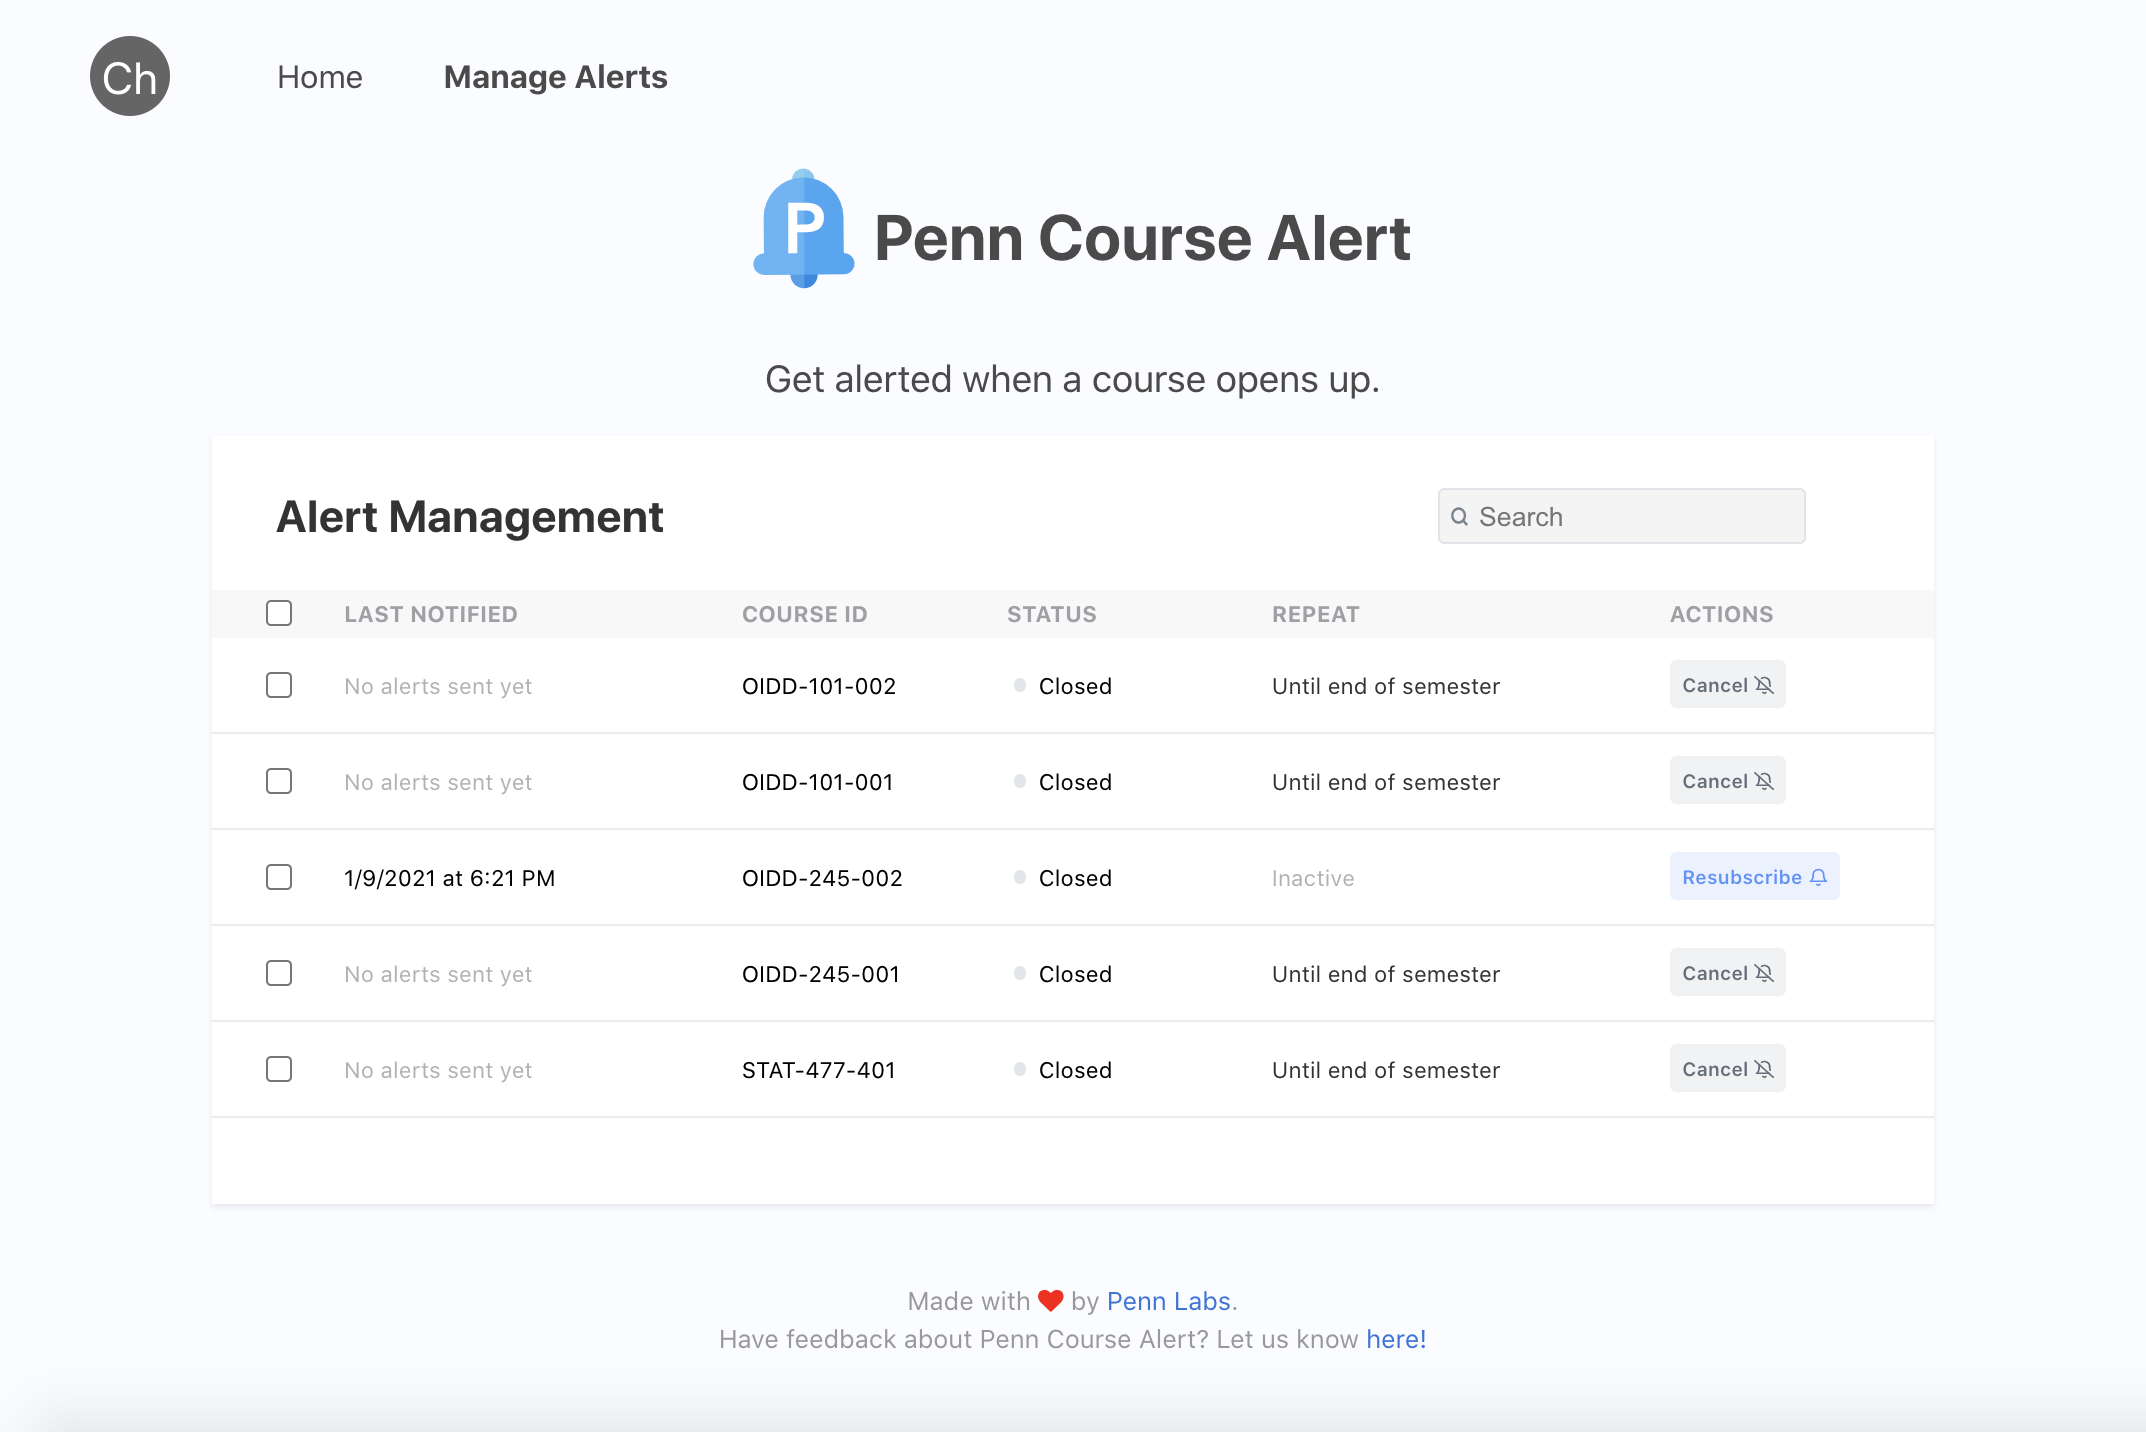 Ch Home Manage Alerts
P Penn Course Alert
Get alerted when a course opens up.
Alert Management Search
LAST NOTIFIED COURSE ID STATUS REPEAT ACTIONS
No alerts sent yet OIDD-101-002 Closed Until end of semester Cancel
No alerts sent yet OIDD-101-001 Closed Until end of semester Cancel
1/9/2021 at 6:21 PM OIDD-245-002 Closed Inactive Resubscribe
No alerts sent yet OIDD-245-001 Closed Until end of semester Cancel
No alerts sent yet STAT-477-401 Closed Until end of semester Cancel
Made with ❤️ by Penn Labs.
Have feedback about Penn Course Alert? Let us know here!